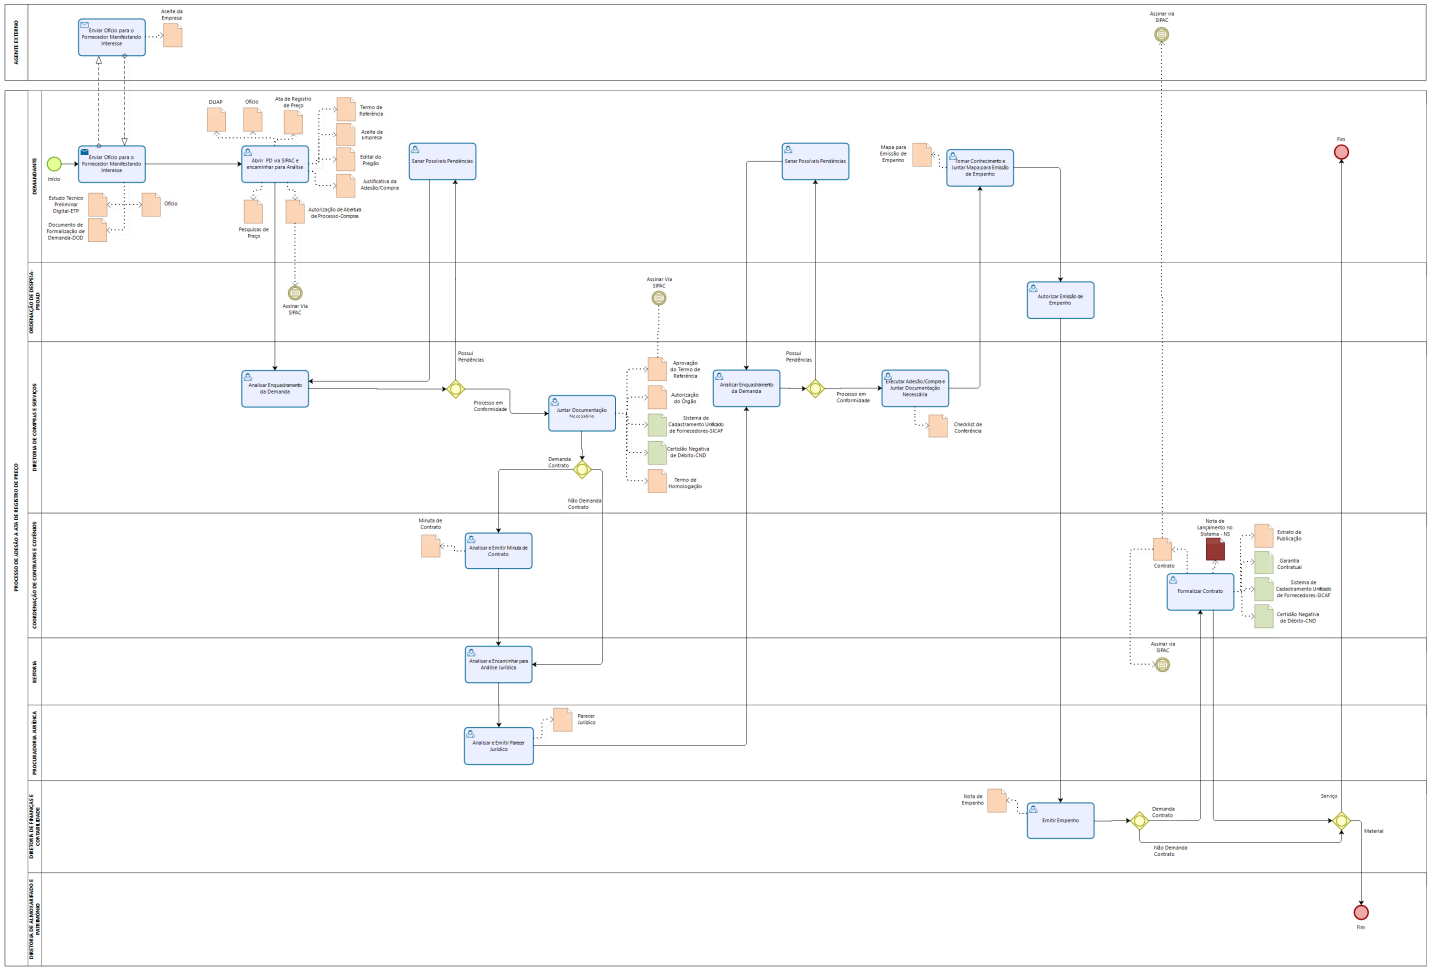 AGENTE EXTERNO
Aceite da
Empresa
Enviar Ofício para o
Fornecedor Manifestando
Interesse
Assinar via
SIPAC
PROCESSO DE ADESÃO A ATA DE REGISTRO DE PREÇO
DEMANDANTE
Início
Enviar Ofício para o
Fornecedor Manifestando
Interesse
Estudo Técnico
Preliminar
Digital-ETP
Ofício
Documento de
Formalização de
Demanda-DOD
DUAP
Ofício
Ata de Registro
de Preço
Termo de
Referência
Aceite da
Empresa
Edital do
Pregão
Justificativa da
Adesão/Compra
Abrir PD via SIPAC e
encaminhar para Análise
Pesquisas de
Preço
Autorização de Abertura
de Processo-Compras
Sanar Possíveis Pendências
Sanar Possíveis Pendências
Mapa para
Emissão de
Empenho
Tomar Conhecimento e
Juntar Mapa para Emissão
de Empenho
Fim
ORDENAÇÃO DE DESPESA-
PROAD
Assinar Via
SIPAC
Assinar Via
SIPAC
Autorizar Emissão de
Empenho
DIRETORIA DE COMPRAS E SERVIÇOS
Analisar Enquadramento
da Demanda
Possui
Pendências
Processo em
Conformidade
Juntar Documentação
Necessária
Aprovação
do Termo de
Referência
Autorização
do Órgão
Sistema de
Cadastramento Unificado
de Fornecedores-SICAF
Certidão Negativa
de Débito-CND
Termo de
Homologação
Demanda
Contrato
Não Demanda
Contrato
Analisar Enquadramento
da Demanda
Possui
Pendências
Processo em
Conformidade
Executar Adesão/Compra e
Juntar Documentação
Necessária
Checklist de
Conferência
COORDENAÇÃO DE CONTRATOS E CONVÊNIOS
Minuta de
Contrato
Analisar e Emitir Minuta de
Contrato
Contrato
Nota de
Lançamento no
Sistema - NS
Formalizar Contrato
Extrato de
Publicação
Garantia
Contratual
Sistema de
Cadastramento Unificado
de Fornecedores-SICAF
Certidão Negativa
de Débito-CND
REITORIA
Analisar e Encaminhar para
Análise Jurídica
Assinar via
SIPAC
PROCURADORIA JURÍDICA
Analisar e Emitir Parecer
Jurídico
Parecer
Jurídico
DIRETORIA DE FINANÇAS E
CONTABILIDADE
Nota de
Empenho
Emitir Empenho
Demanda
Contrato
Não Demanda
Contrato
Serviço
Material
DIRETORIA DE ALMOXARIFADO E
PATRIMÔNIO
Fim